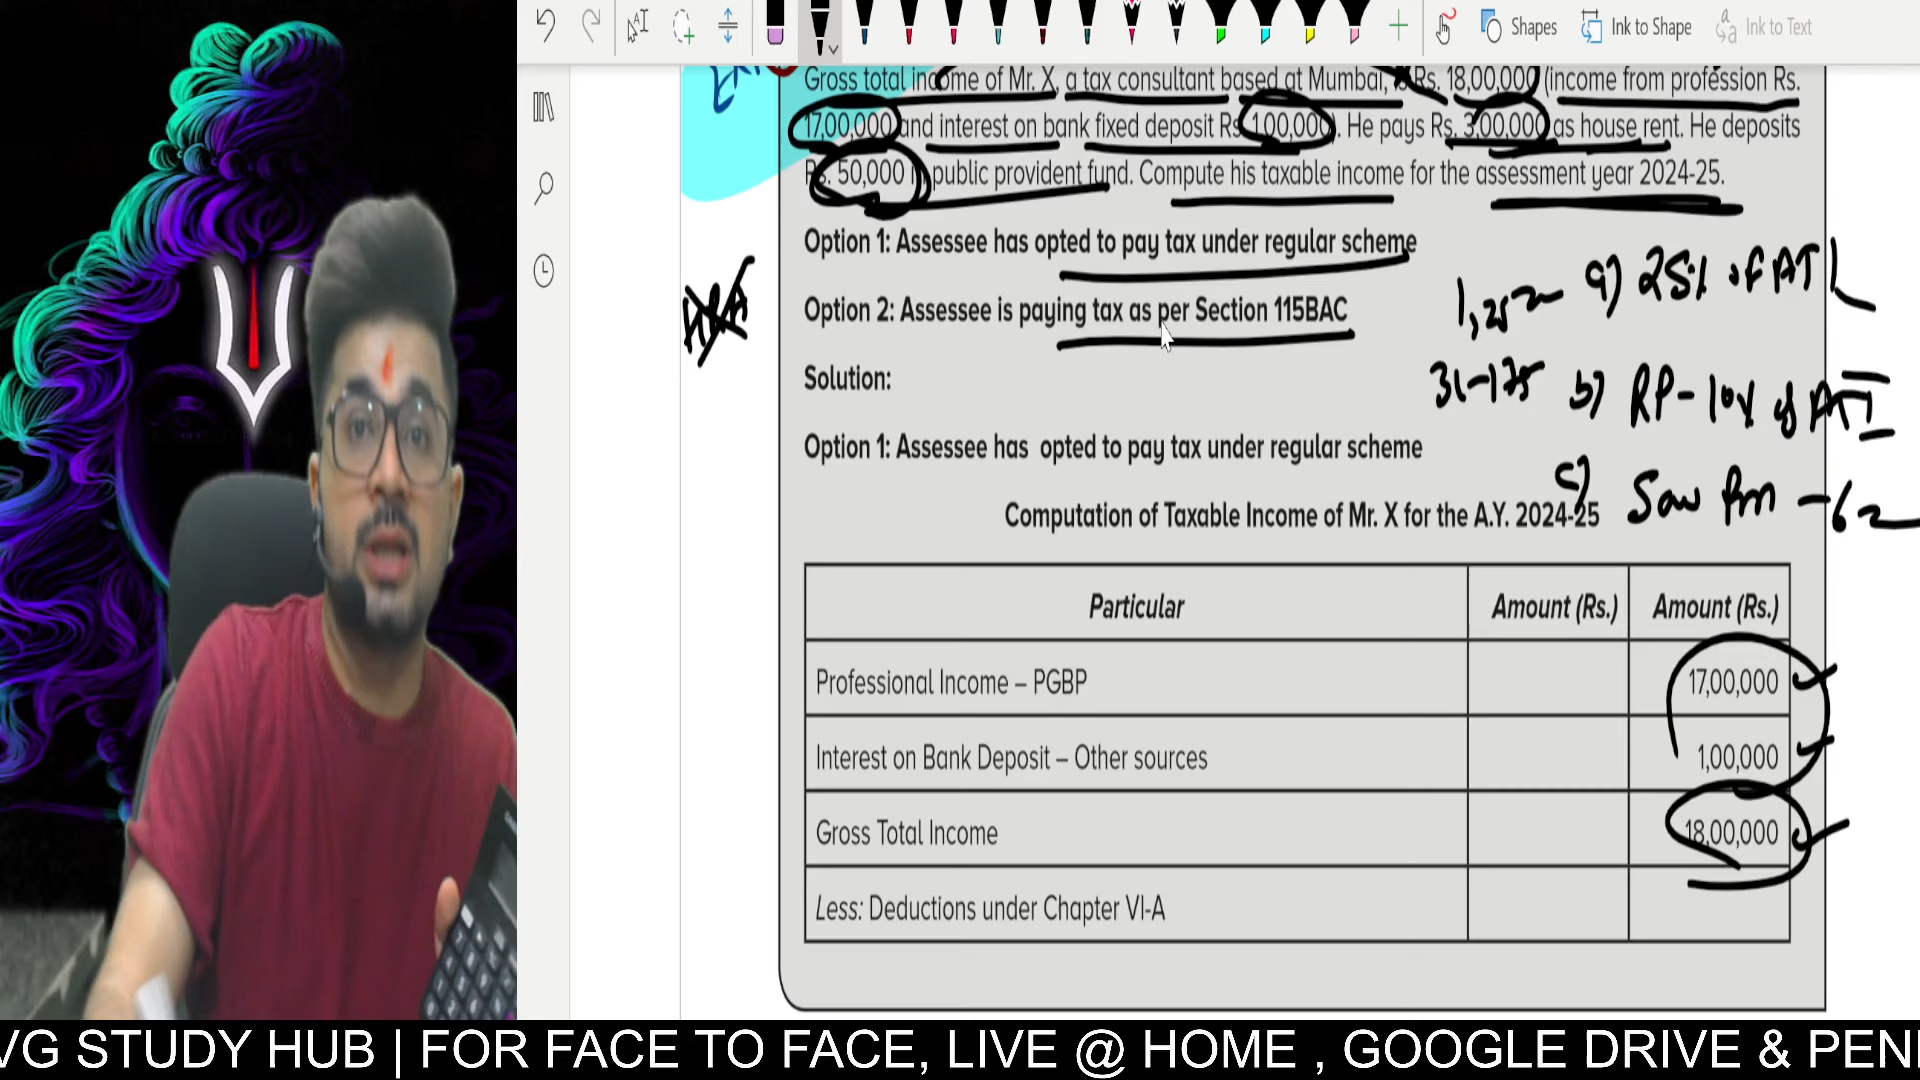 Shapes
Ink to Shape
Ink to Text
Gross total income of Mr. X, a tax consultant based at Mumbai, is Rs. 18,00,000 (income from profession Rs.
17,00,000 and interest on bank fixed deposit Rs. 1,00,000). He pays Rs. 3,00,000 as house rent. He deposits
Rs. 50,000 in public provident fund. Compute his taxable income for the assessment year 2024-25.
Option 1: Assessee has opted to pay tax under regular scheme
Option 2: Assessee is paying tax as per Section 115BAC
HRA
a) 25% of ATI
Solution:
b) RP - 10% of ATI
Option 1: Assessee has opted to pay tax under regular scheme
c)
Computation of Taxable Income of Mr. X for the A.Y. 2024-25
Particular Amount (Rs.) Amount (Rs.)
Professional Income – PGBP 17,00,000
Interest on Bank Deposit – Other sources 1,00,000
Gross Total Income 18,00,000
Less: Deductions under Chapter VI-A
VG STUDY HUB | FOR FACE TO FACE, LIVE @ HOME , GOOGLE DRIVE & PEN